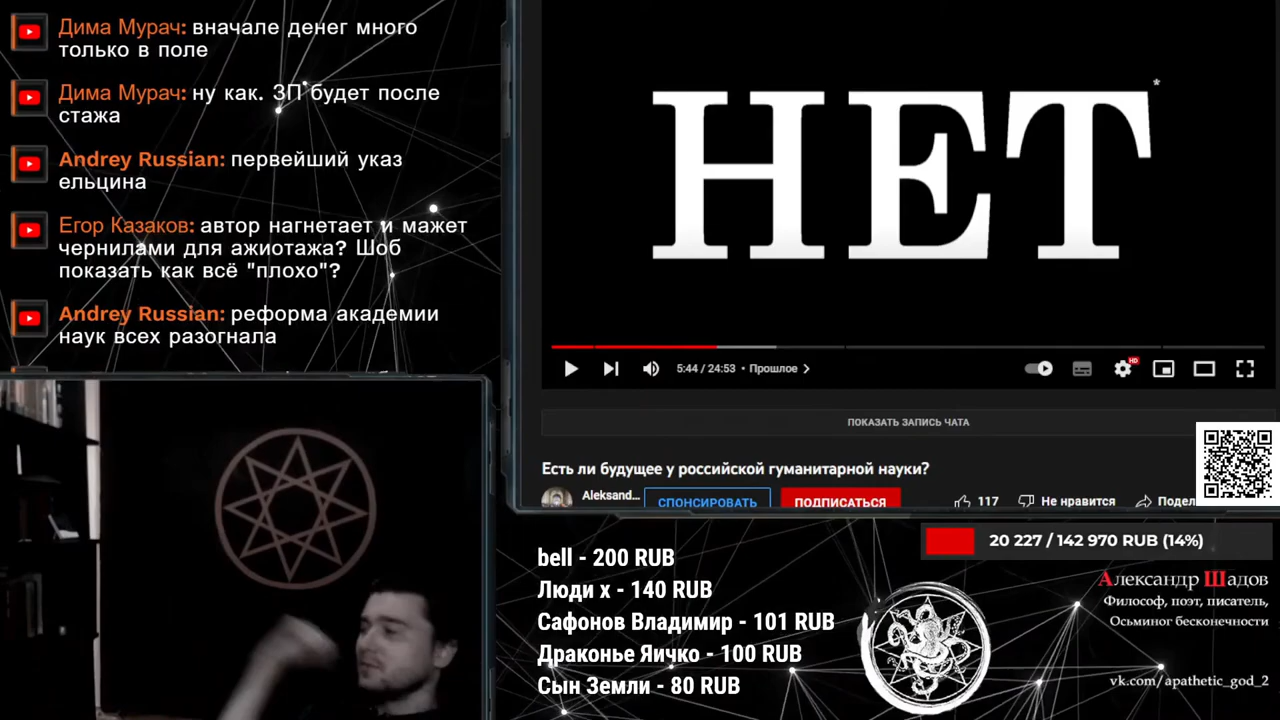 Дима Мурач: вначале денег много
только в поле
Дима Мурач: ну как. ЗП будет после
стажа
Andrey Russian: первейший указ
ельцина
Егор Казаков: автор нагнетает и мажет
чернилами для ажиотажа? Шоб
показать как всё "плохо"?
Andrey Russian: реформа академии
наук всех разогнала
НЕТ*
5:44 / 24:53 • Прошлое
HD
ПОКАЗАТЬ ЗАПИСЬ ЧАТА
Есть ли будущее у российской гуманитарной науки?
Aleksand...
СПОНСИРОВАТЬ
ПОДПИСАТЬСЯ
117
Не нравится
Подел
20 227 / 142 970 RUB (14%)
bell - 200 RUB
Люди х - 140 RUB
Сафонов Владимир - 101 RUB
Драконье Яичко - 100 RUB
Сын Земли - 80 RUB
Александр Шадов
Философ, поэт, писатель,
Осьминог бесконечности
vk.com/apathetic_god_2